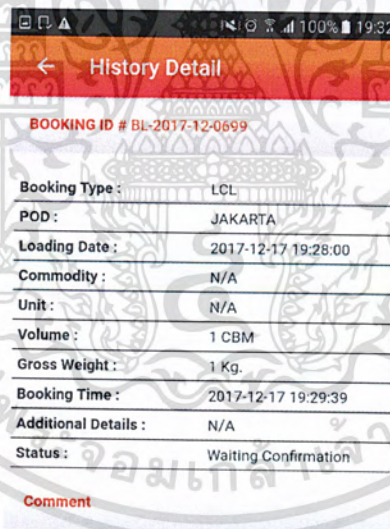 100% 19:32
← History Detail
BOOKING ID # BL-2017-12-0699
Booking Type : LCL
POD : JAKARTA
Loading Date : 2017-12-17 19:28:00
Commodity : N/A
Unit : N/A
Volume : 1 CBM
Gross Weight : 1 Kg.
Booking Time : 2017-12-17 19:29:39
Additional Details : N/A
Status : Waiting Confirmation
Comment